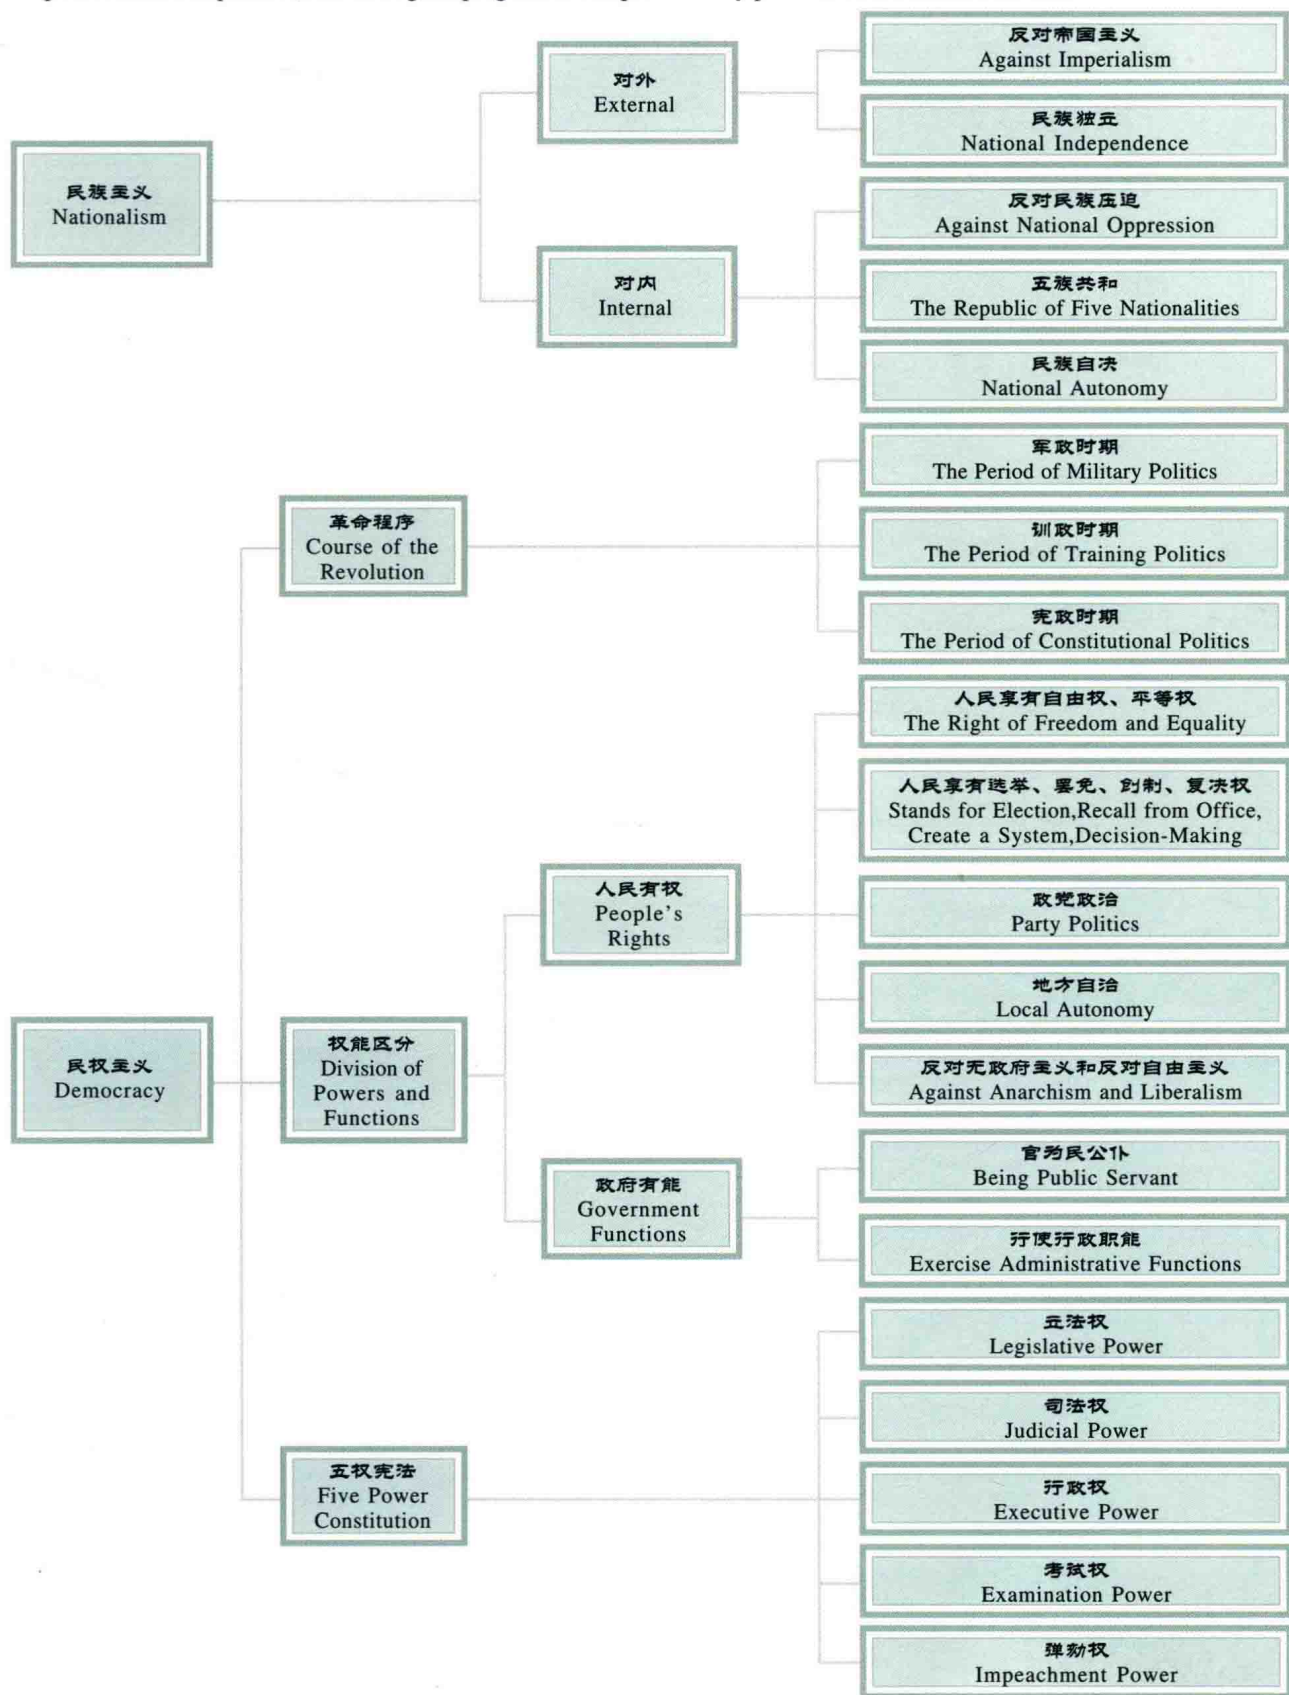 民族主义
Nationalism
对外
External
反对帝国主义
Against Imperialism
民族独立
National Independence
对内
Internal
反对民族压迫
Against National Oppression
五族共和
The Republic of Five Nationalities
民族自决
National Autonomy
民权主义
Democracy
革命程序
Course of the
Revolution
军政时期
The Period of Military Politics
训政时期
The Period of Training Politics
宪政时期
The Period of Constitutional Politics
权能区分
Division of
Powers and
Functions
人民有权
People's
Rights
人民享有自由权、平等权
The Right of Freedom and Equality
人民享有选举、罢免、创制、复决权
Stands for Election,Recall from Office,
Create a System,Decision-Making
政党政治
Party Politics
地方自治
Local Autonomy
反对无政府主义和反对自由主义
Against Anarchism and Liberalism
政府有能
Government
Functions
官为民公仆
Being Public Servant
行使行政职能
Exercise Administrative Functions
五权宪法
Five Power
Constitution
立法权
Legislative Power
司法权
Judicial Power
行政权
Executive Power
考试权
Examination Power
弹劾权
Impeachment Power